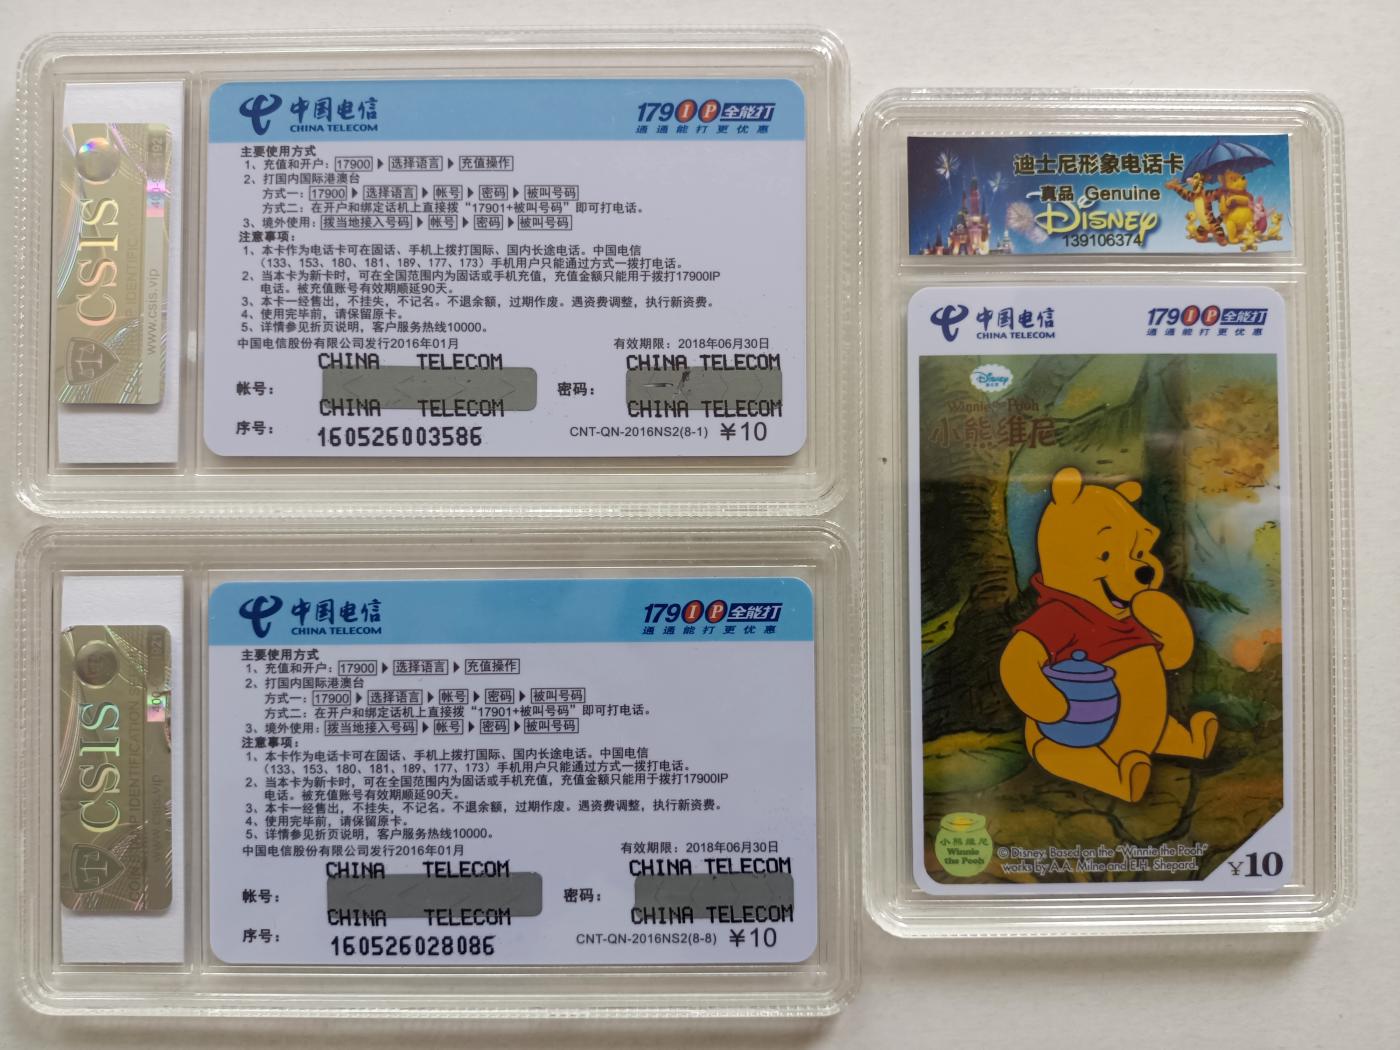 CSIS
www.csis.vip
中国电信
CHINA TELECOM
179IP全能打
通通能打更优惠
主要使用方式
1、充值和开户：17900 选择语言 充值操作
2、打国内国际港澳台
方式一：17900 选择语言 帐号 密码 被叫号码
方式二：在开户和绑定话机上直接拨“17901+被叫号码”即可打电话。
3、境外使用：拨当地接入号码 帐号 密码 被叫号码
注意事项：
1、本卡作为电话卡可在固话、手机上拨打国际、国内长途电话。中国电信
（133、153、180、181、189、177、173）手机用户只能通过方式一拨打电话。
2、当本卡为新卡时，可在全国范围内为固话或手机充值，充值金额只能用于拨打17900IP
电话。被充值账号有效期顺延90天。
3、本卡一经售出，不挂失，不记名。不退余额，过期作废。遇资费调整，执行新资费。
4、使用完毕前，请保留原卡。
5、详情参见折页说明，客户服务热线10000。
中国电信股份有限公司发行2016年01月 有效期限：2018年06月30日
CHINA TELECOM CHINA TELECOM
帐号： 密码：
CHINA TELECOM CHINA TELECOM
序号：160526003586 CNT-QN-2016NS2(8-1) ¥10
CSIS
中国电信
CHINA TELECOM
179IP全能打
通通能打更优惠
主要使用方式
1、充值和开户：17900 选择语言 充值操作
2、打国内国际港澳台
方式一：17900 选择语言 帐号 密码 被叫号码
方式二：在开户和绑定话机上直接拨“17901+被叫号码”即可打电话。
3、境外使用：拨当地接入号码 帐号 密码 被叫号码
注意事项：
1、本卡作为电话卡可在固话、手机上拨打国际、国内长途电话。中国电信
（133、153、180、181、189、177、173）手机用户只能通过方式一拨打电话。
2、当本卡为新卡时，可在全国范围内为固话或手机充值，充值金额只能用于拨打17900IP
电话。被充值账号有效期顺延90天。
3、本卡一经售出，不挂失，不记名。不退余额，过期作废。遇资费调整，执行新资费。
4、使用完毕前，请保留原卡。
5、详情参见折页说明，客户服务热线10000。
中国电信股份有限公司发行2016年01月 有效期限：2018年06月30日
CHINA TELECOM CHINA TELECOM
帐号： 密码：
CHINA TELECOM CHINA TELECOM
序号：160526028086 CNT-QN-2016NS2(8-8) ¥10
迪士尼形象电话卡
真品 Genuine
DISNEY
139106374
中国电信
CHINA TELECOM
179IP全能打
通通能打更优惠
Disney
Winnie the Pooh
小熊维尼
小熊维尼
Winnie
the Pooh
© Disney. Based on the "Winnie the Pooh"
works by A.A. Milne and E.H. Shepard.
¥10